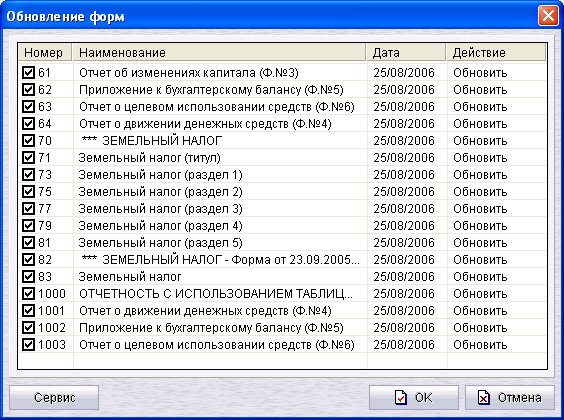 Обновление форм
Номер Наименование Дата Действие
61 Отчет об изменениях капитала (Ф.№3) 25/08/2006 Обновить
62 Приложение к бухгалтерскому балансу (Ф.№5) 25/08/2006 Обновить
63 Отчет о целевом использовании средств (Ф.№6) 25/08/2006 Обновить
64 Отчет о движении денежных средств (Ф.№4) 25/08/2006 Обновить
70 *** ЗЕМЕЛЬНЫЙ НАЛОГ 25/08/2006 Обновить
71 Земельный налог (титул) 25/08/2006 Обновить
73 Земельный налог (раздел 1) 25/08/2006 Обновить
75 Земельный налог (раздел 2) 25/08/2006 Обновить
77 Земельный налог (раздел 3) 25/08/2006 Обновить
79 Земельный налог (раздел 4) 25/08/2006 Обновить
81 Земельный налог (раздел 5) 25/08/2006 Обновить
82 *** ЗЕМЕЛЬНЫЙ НАЛОГ - Форма от 23.09.2005... 25/08/2006 Обновить
83 Земельный налог 25/08/2006 Обновить
1000 ОТЧЕТНОСТЬ С ИСПОЛЬЗОВАНИЕМ ТАБЛИЦ... 25/08/2006 Обновить
1001 Отчет о движении денежных средств (Ф.№4) 25/08/2006 Обновить
1002 Приложение к бухгалтерскому балансу (Ф.№5) 25/08/2006 Обновить
1003 Отчет о целевом использовании средств (Ф.№6) 25/08/2006 Обновить
Сервис OK Отмена